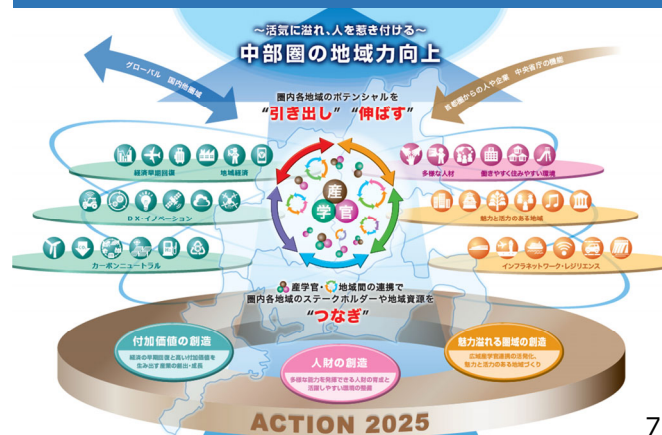 ～活気に溢れ、人を惹き付ける～
中部圏の地域力向上
グローバル 国内他圏域
首都圏からの人や企業 中央省庁の機能
圏内各地域のポテンシャルを
“引き出し” “伸ばす”
経済早期回復 地域経済
多様な人材 働きやすく住みやすい環境
産
学 官
DX・イノベーション
魅力と活力のある地域
カーボンニュートラル
インフラネットワーク・レジリエンス
産学官・地域間の連携で
圏内各地域のステークホルダーや地域資源を
“つなぎ”
付加価値の創造
経済の早期回復と高い付加価値を
生み出す産業の創出・成長
人財の創造
多様な能力を発揮できる人財の育成と
活躍しやすい環境の整備
魅力溢れる圏域の創造
広域産学官連携の活発化、
魅力と活力のある地域づくり
ACTION 2025
7